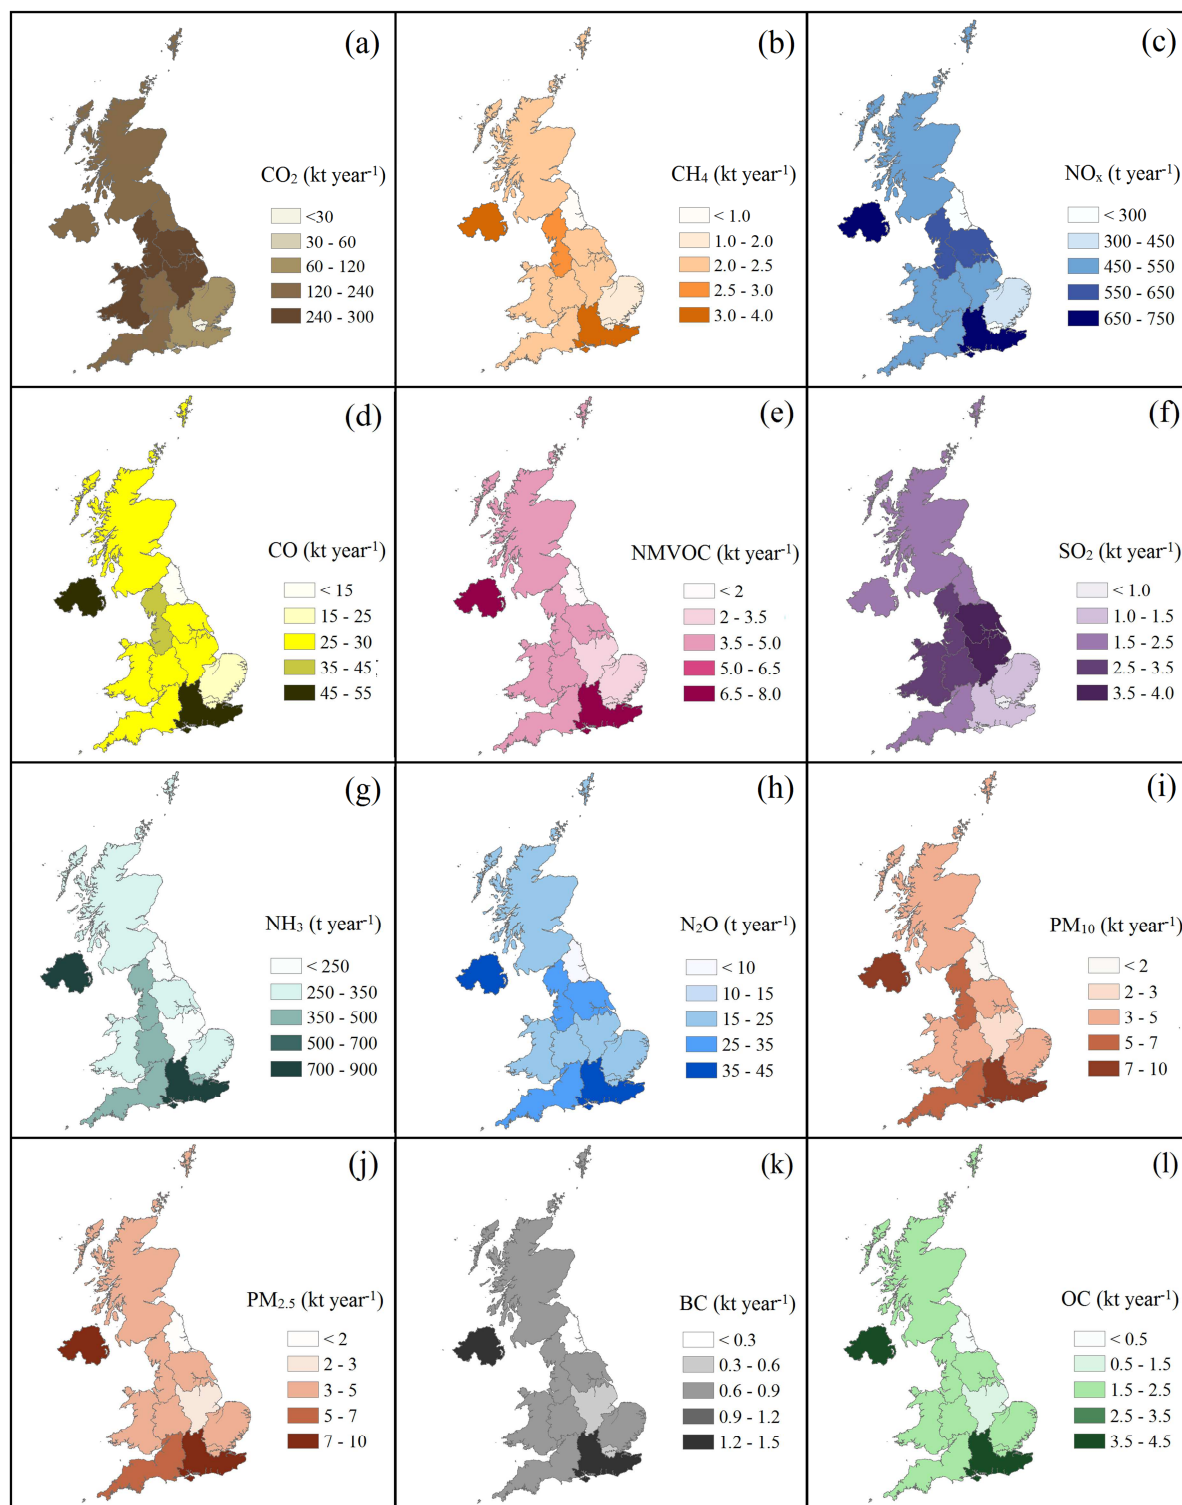 (a)
CO₂ (kt year⁻¹)
<30
30 - 60
60 - 120
120 - 240
240 - 300
(b)
CH₄ (kt year⁻¹)
< 1.0
1.0 - 2.0
2.0 - 2.5
2.5 - 3.0
3.0 - 4.0
(c)
NOₓ (t year⁻¹)
< 300
300 - 450
450 - 550
550 - 650
650 - 750
(d)
CO (kt year⁻¹)
< 15
15 - 25
25 - 30
35 - 45
45 - 55
(e)
NMVOC (kt year⁻¹)
< 2
2 - 3.5
3.5 - 5.0
5.0 - 6.5
6.5 - 8.0
(f)
SO₂ (kt year⁻¹)
< 1.0
1.0 - 1.5
1.5 - 2.5
2.5 - 3.5
3.5 - 4.0
(g)
NH₃ (t year⁻¹)
< 250
250 - 350
350 - 500
500 - 700
700 - 900
(h)
N₂O (t year⁻¹)
< 10
10 - 15
15 - 25
25 - 35
35 - 45
(i)
PM₁₀ (kt year⁻¹)
< 2
2 - 3
3 - 5
5 - 7
7 - 10
(j)
PM₂.₅ (kt year⁻¹)
< 2
2 - 3
3 - 5
5 - 7
7 - 10
(k)
BC (kt year⁻¹)
< 0.3
0.3 - 0.6
0.6 - 0.9
0.9 - 1.2
1.2 - 1.5
(l)
OC (kt year⁻¹)
< 0.5
0.5 - 1.5
1.5 - 2.5
2.5 - 3.5
3.5 - 4.5